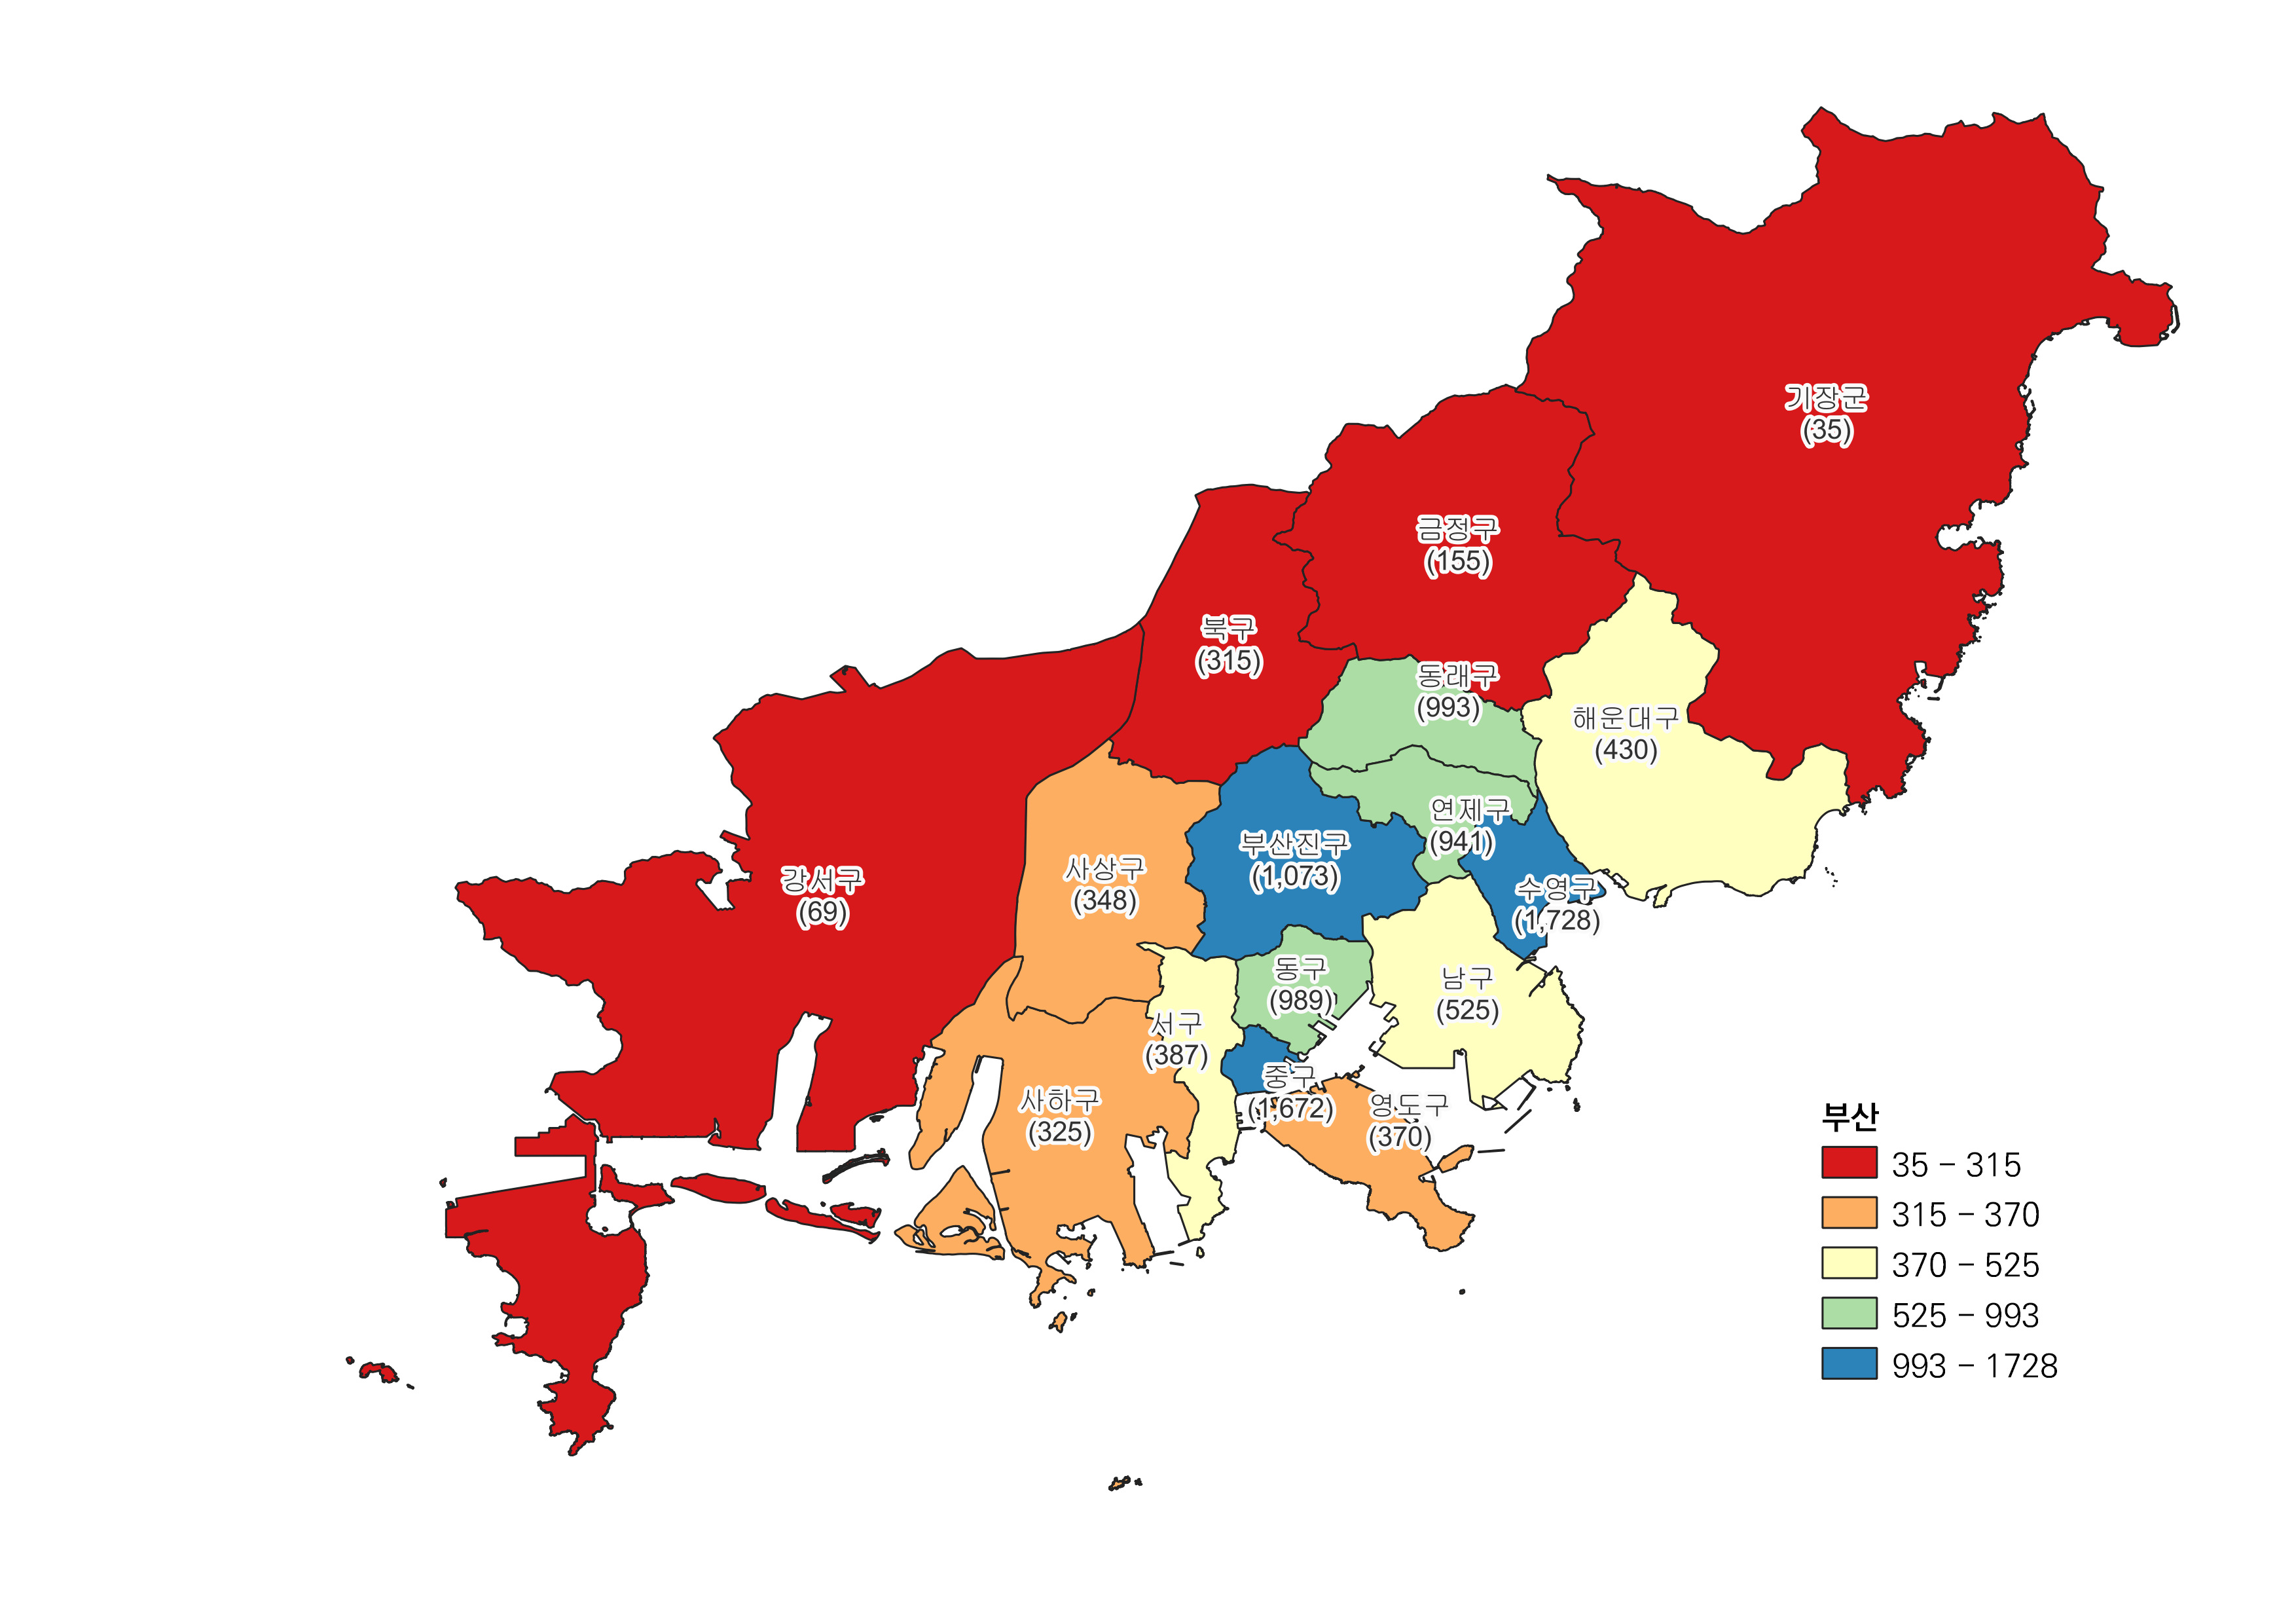 기장군
(35)
금정구
(155)
북구
(315)
동래구
(993)
해운대구
(430)
연제구
(941)
부산진구
(1,073)
사상구
(348)
강서구
(69)
수영구
(1,728)
동구
(989)
남구
(525)
서구
(387)
중구
(1,672)
사하구
(325)
영도구
(370)
부산
35 – 315
315 – 370
370 – 525
525 – 993
993 – 1728